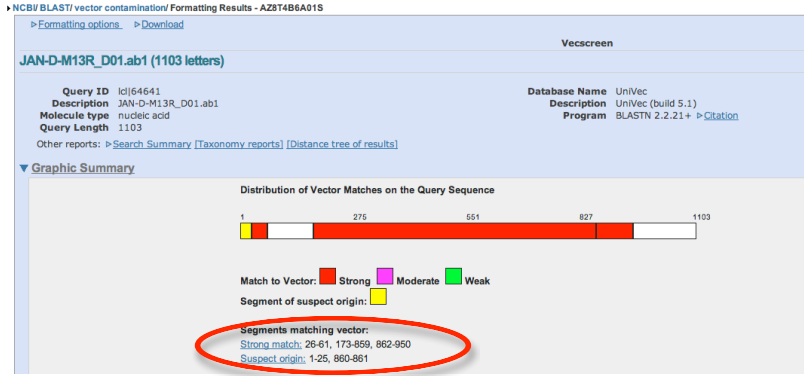 NCBI/ BLAST/ vector contamination/ Formatting Results - AZ8T4B6A01S
Formatting options Download
Vecscreen
JAN-D-M13R_D01.ab1 (1103 letters)
Query ID lcl|64641
Description JAN-D-M13R_D01.ab1
Molecule type nucleic acid
Query Length 1103
Database Name UniVec
Description UniVec (build 5.1)
Program BLASTN 2.2.21+ Citation
Other reports: Search Summary [Taxonomy reports] [Distance tree of results]
Graphic Summary
Distribution of Vector Matches on the Query Sequence
1 275 551 827 1103
Match to Vector: Strong Moderate Weak
Segment of suspect origin:
Segments matching vector:
Strong match: 26-61, 173-859, 862-950
Suspect origin: 1-25, 860-861